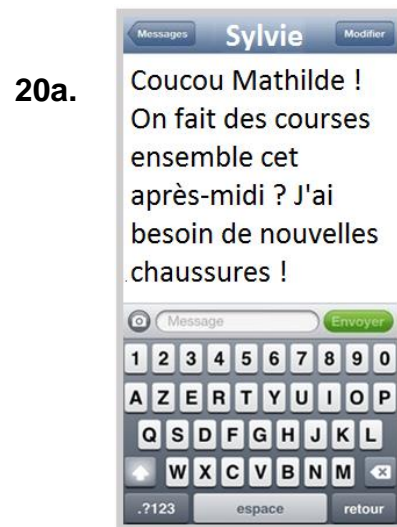 Messages Sylvie Modifier
20a.
Coucou Mathilde !
On fait des courses
ensemble cet
après-midi ? J'ai
besoin de nouvelles
chaussures !
Message Envoyer
1 2 3 4 5 6 7 8 9 0
A Z E R T Y U I O P
Q S D F G H J K L
W X C V B N M
.?123 espace retour